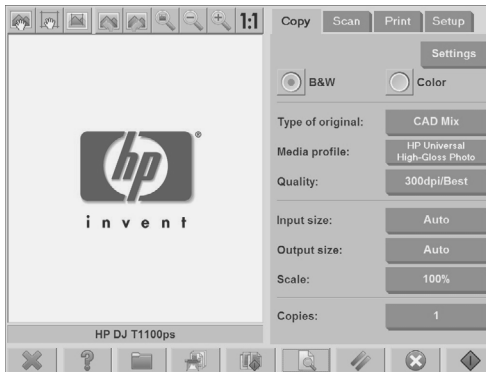 1:1
Copy Scan Print Setup
Settings
B&W Color
Type of original: CAD Mix
Media profile: HP Universal
High-Gloss Photo
Quality: 300dpi/Best
Input size: Auto
Output size: Auto
Scale: 100%
Copies: 1
hp ®
invent
HP DJ T1100ps
?